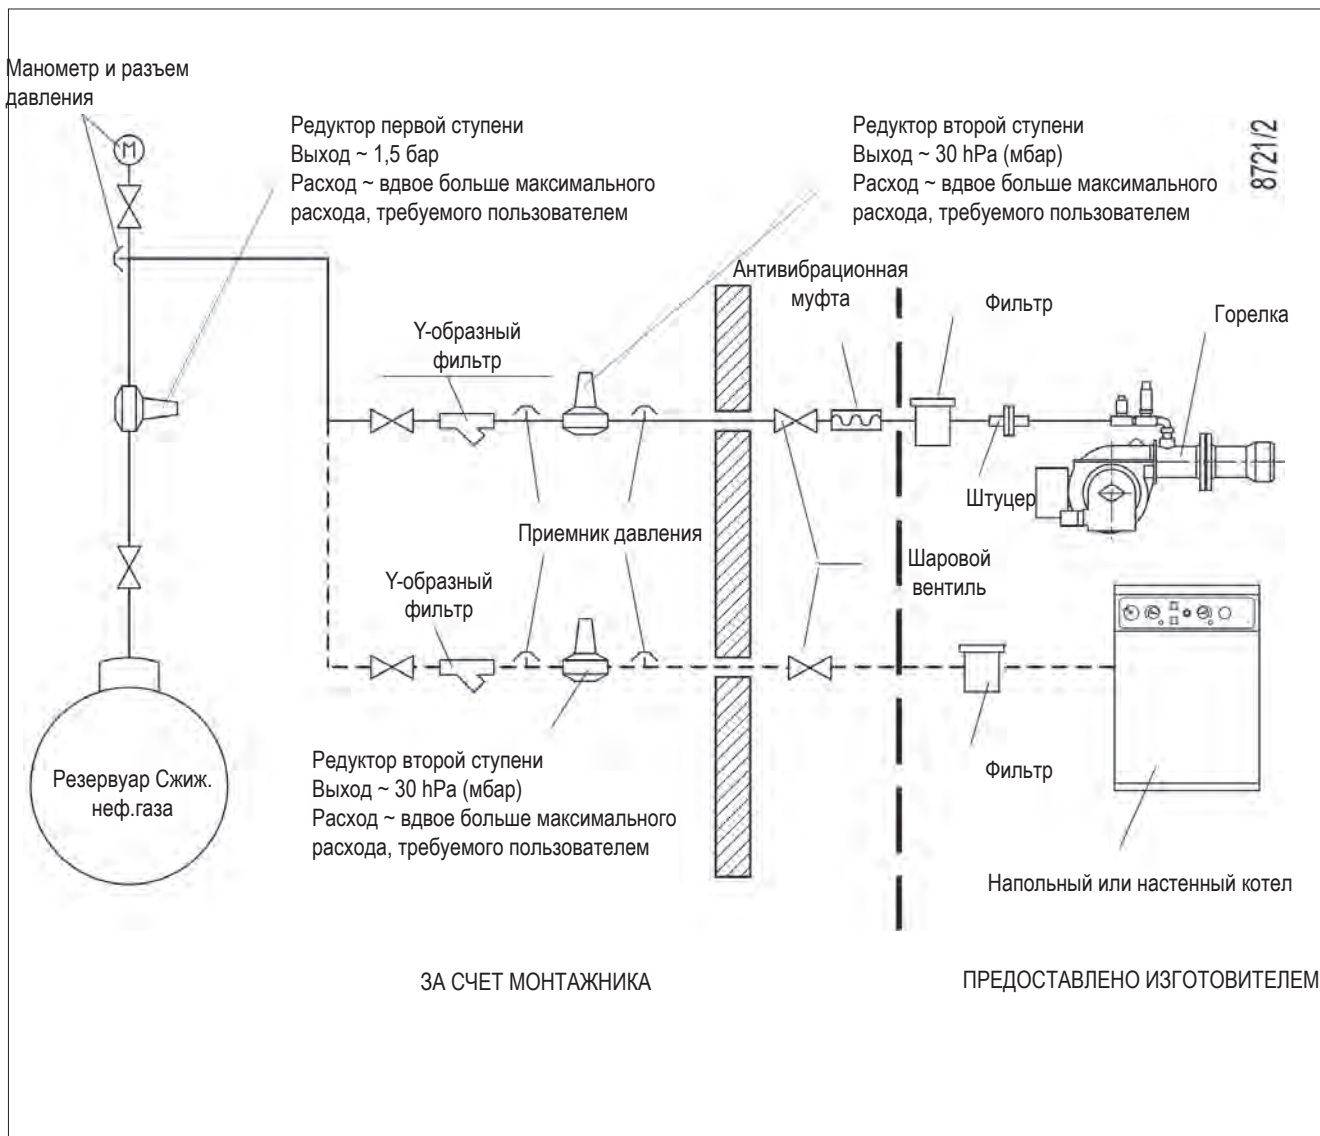 Манометр и разъем
давления
M
Редуктор первой ступени
Выход ~ 1,5 бар
Расход ~ вдвое больше максимального
расхода, требуемого пользователем
Редуктор второй ступени
Выход ~ 30 hPa (мбар)
Расход ~ вдвое больше максимального
расхода, требуемого пользователем
8721/2
Антивибрационная
муфта
Фильтр
Горелка
Y-образный
фильтр
Штуцер
Приемник давления
Шаровой
вентиль
Y-образный
фильтр
Резервуар Сжиж.
неф.газа
Редуктор второй ступени
Выход ~ 30 hPa (мбар)
Расход ~ вдвое больше максимального
расхода, требуемого пользователем
Фильтр
Напольный или настенный котел
ЗА СЧЕТ МОНТАЖНИКА
ПРЕДОСТАВЛЕНО ИЗГОТОВИТЕЛЕМ